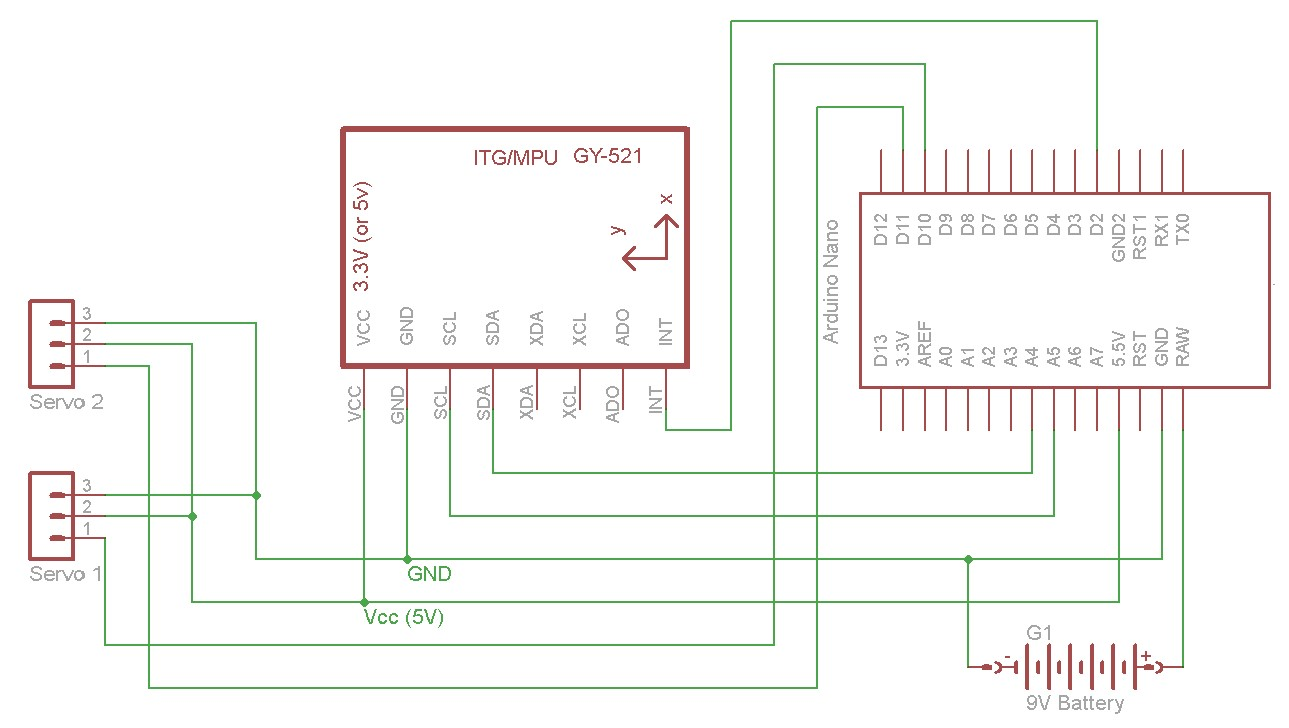 ITG/MPU GY-521
3.3V (or 5v)
x
y
VCC
GND
SCL
SDA
XDA
XCL
ADO
INT
VCC
GND
SCL
SDA
XDA
XCL
ADO
INT
Arduino Nano
D12
D11
D10
D9
D8
D7
D6
D5
D4
D3
D2
GND2
RST1
RX1
TX0
D13
3.3V
AREF
A0
A1
A2
A3
A4
A5
A6
A7
5.5V
RST
GND
RAW
3
2
1
Servo 2
3
2
1
Servo 1
GND
Vcc (5V)
G1
- +
9V Battery